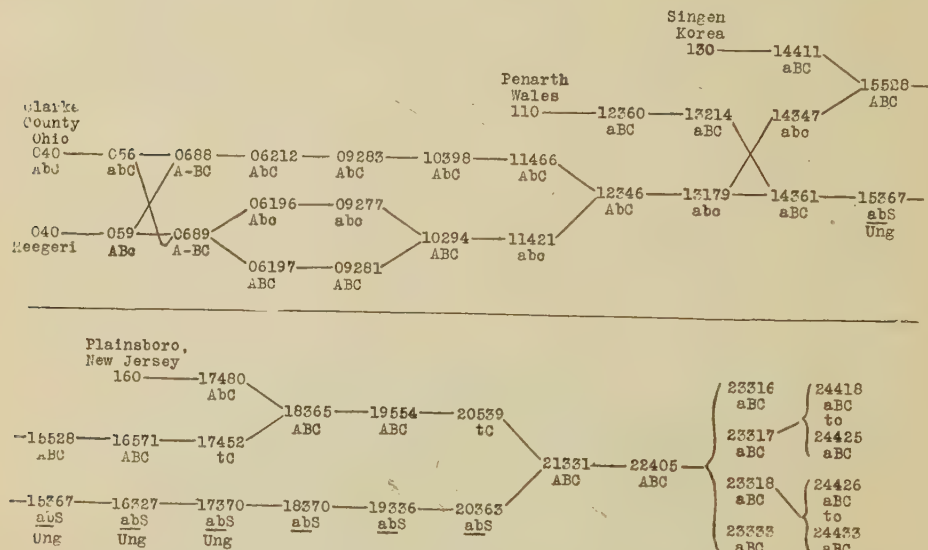 Singen
Korea
130 14411
aBC
Penarth
Wales
15528
ABC
110 12360 13214 14347
aBC aBC abc
Clarke
County
Ohio
040 056 0688 06212 09283 10398 11466
AbC abC A-BC AbC AbC AbC AbC
12346 13179 14361 15367
AbC abc aBC abS
Ung
06196 09277
Abc abc
040 059 0689 10294 11421
Meegeri ABc A-BC ABC abc
06197 09281
ABC ABC
Plainsboro,
New Jersey
160 17480
AbC
23316 24418
aBC aBC
to
18365 19554 20539
ABC ABC tC
15528 16571 17452 23317 24425
ABC ABC tC aBC aBC
21331 22405
ABC ABC
23318 24426
aBC aBC
to
15367 16327 17370 18370 19336 20363
abS abS abS abS abS abS
Ung Ung Ung
23333 24433
aBC aBC